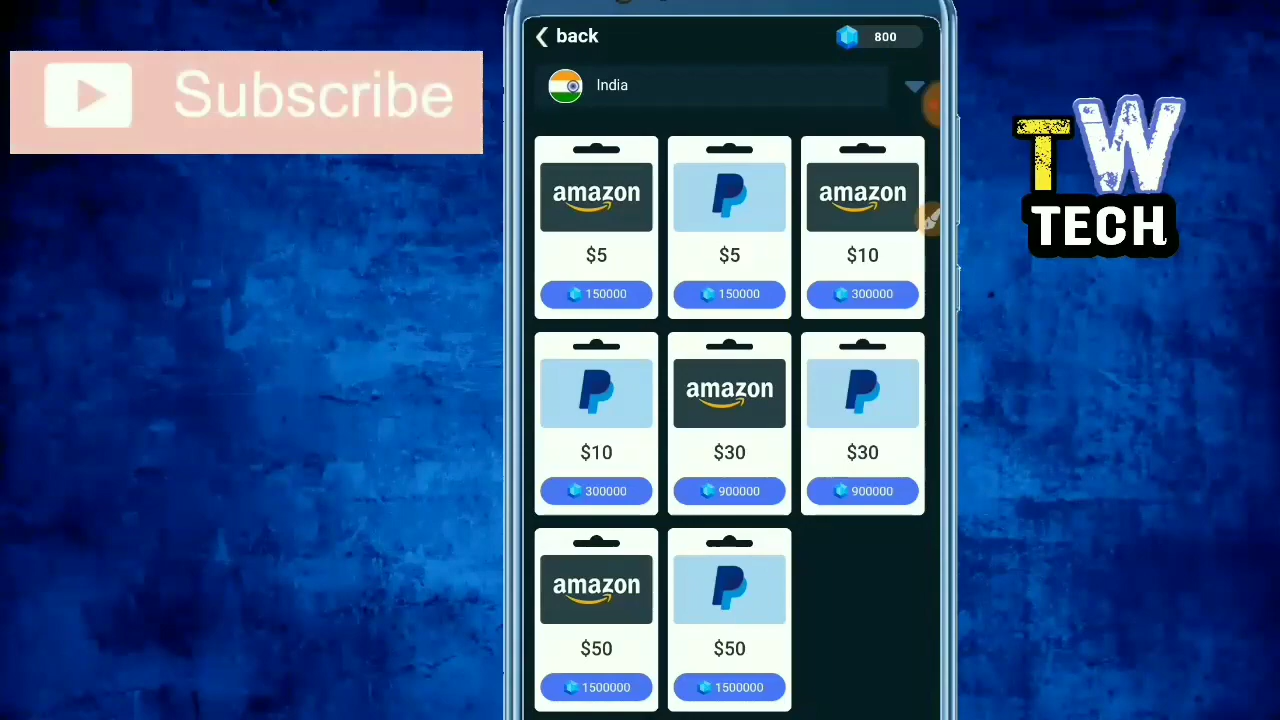 Subscribe
back
800
India
TW
TECH
amazon
$5
150000
P
$5
150000
amazon
$10
300000
P
$10
300000
amazon
$30
900000
P
$30
900000
amazon
$50
1500000
P
$50
1500000